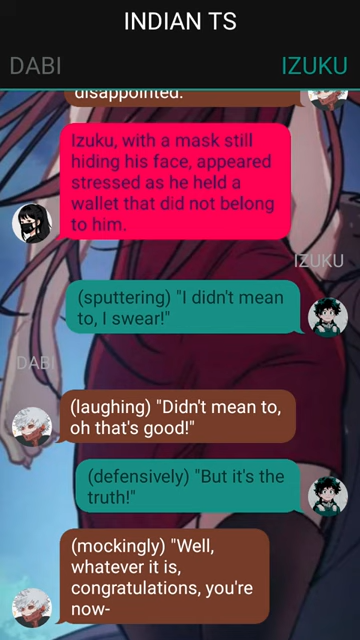 INDIAN TS
DABI IZUKU
disappointed.
Izuku, with a mask still
hiding his face, appeared
stressed as he held a
wallet that did not belong
to him.
IZUKU
(sputtering) "I didn't mean
to, I swear!"
DABI
(laughing) "Didn't mean to,
oh that's good!"
(defensively) "But it's the
truth!"
(mockingly) "Well,
whatever it is,
congratulations, you're
now-